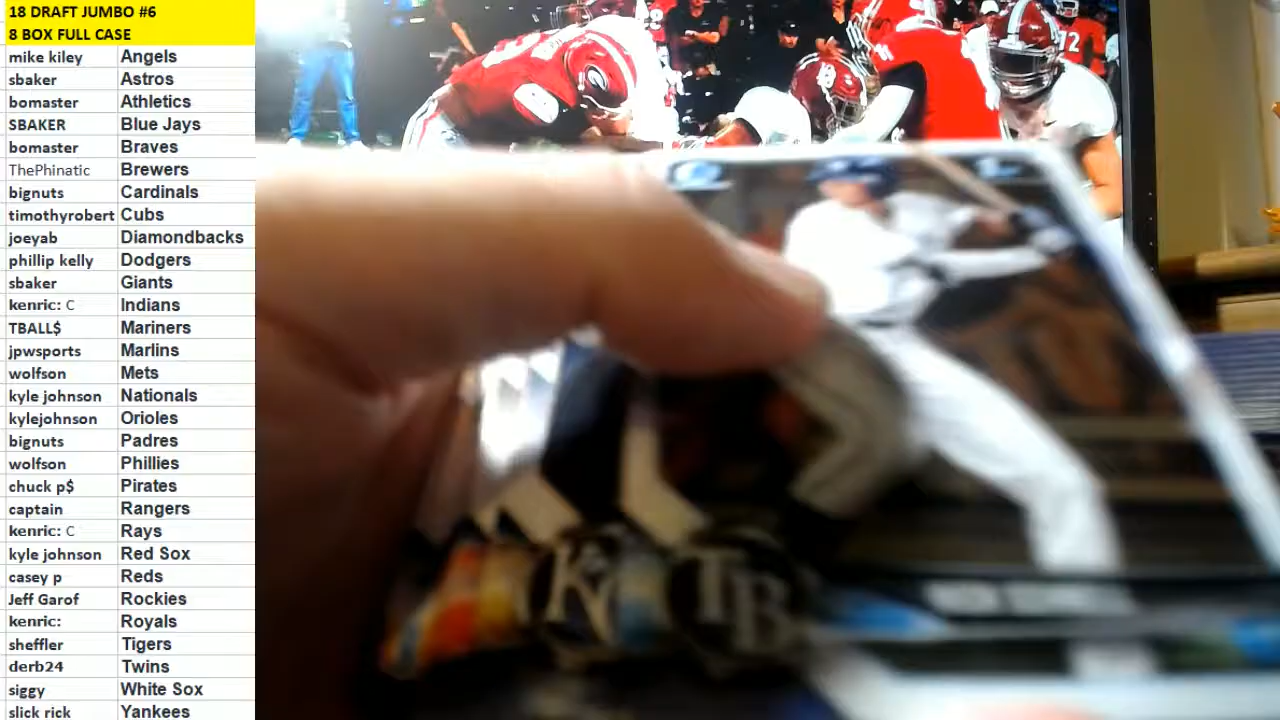 18 DRAFT JUMBO #6
8 BOX FULL CASE
mike kiley Angels
sbaker Astros
bomaster Athletics
SBAKER Blue Jays
bomaster Braves
ThePhinatic Brewers
bignuts Cardinals
timothyrobert Cubs
joeyab Diamondbacks
phillip kelly Dodgers
sbaker Giants
kenric: C Indians
TBALL$ Mariners
jpwsports Marlins
wolfson Mets
kyle johnson Nationals
kylejohnson Orioles
bignuts Padres
wolfson Phillies
chuck p$ Pirates
captain Rangers
kenric: C Rays
kyle johnson Red Sox
casey p Reds
Jeff Garof Rockies
kenric: Royals
sheffler Tigers
derb24 Twins
siggy White Sox
slick rick Yankees
72
KC
TB